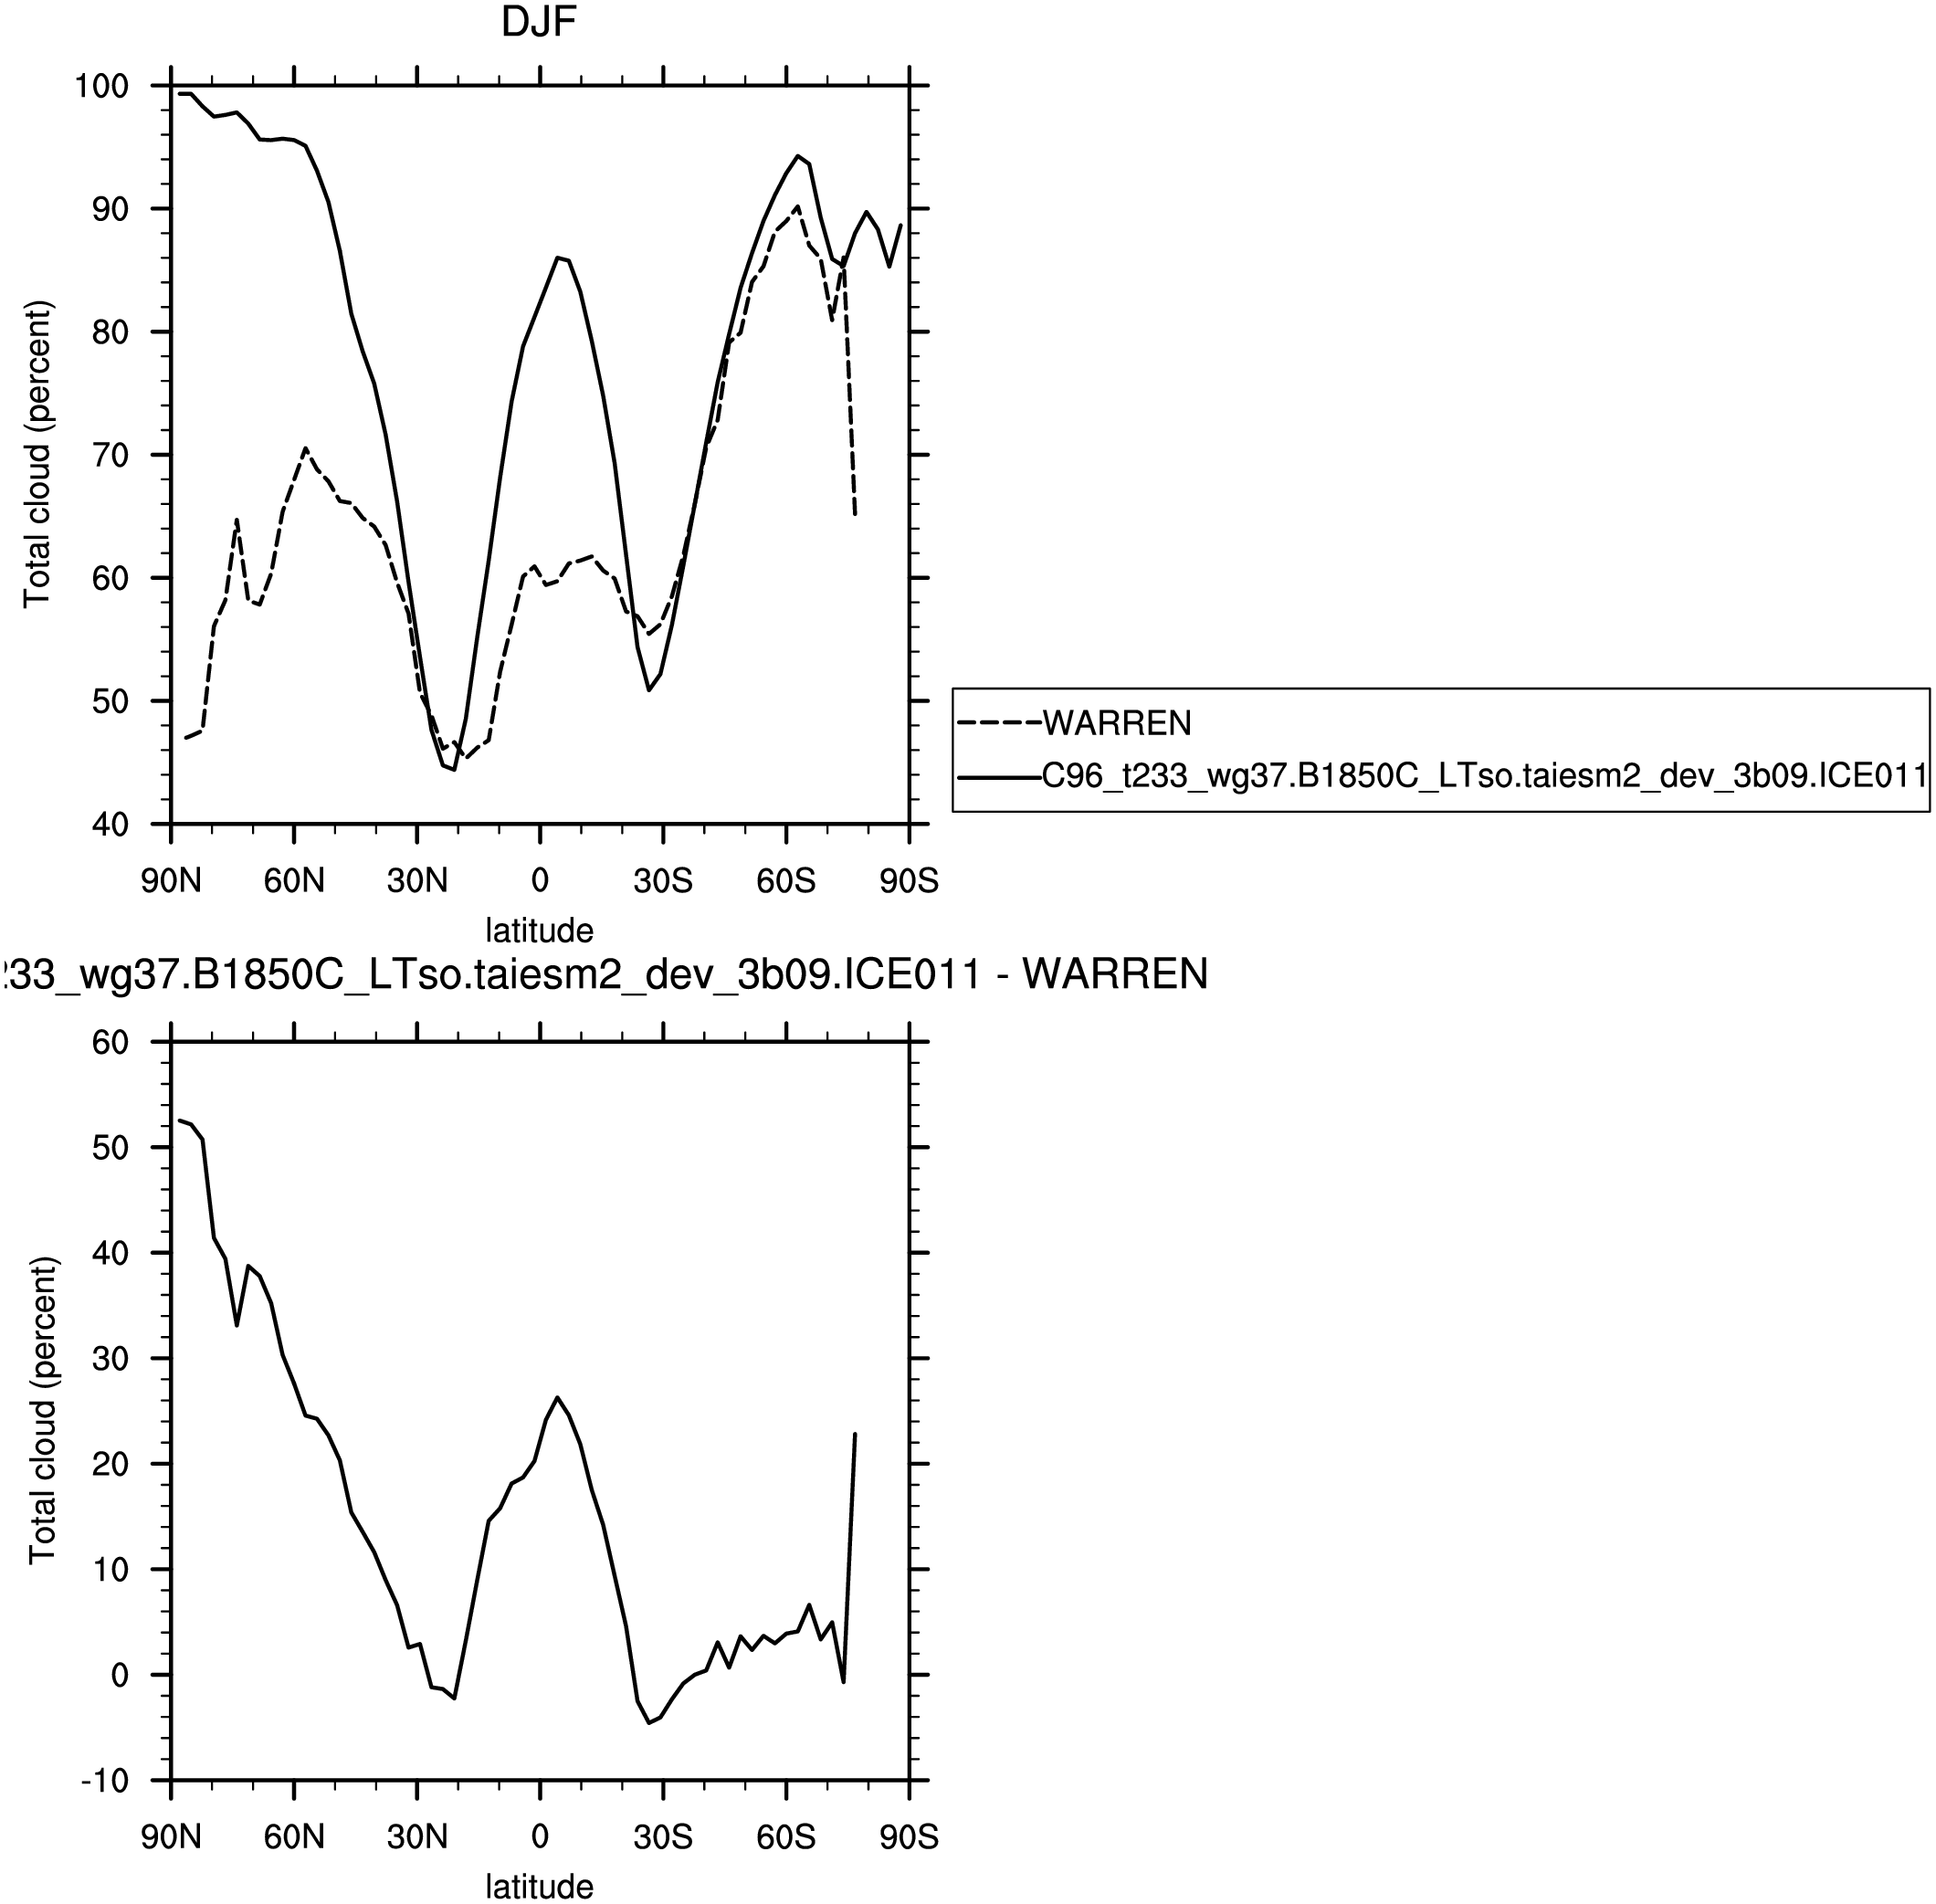 DJF
Total cloud (percent)
100
90
80
70
60
50
40
90N 60N 30N 0 30S 60S 90S
latitude
WARREN
C96_t233_wg37.B1850C_LTso.taiesm2_dev_3b09.ICE011
33_wg37.B1850C_LTso.taiesm2_dev_3b09.ICE011 - WARREN
Total cloud (percent)
60
50
40
30
20
10
0
-10
90N 60N 30N 0 30S 60S 90S
latitude